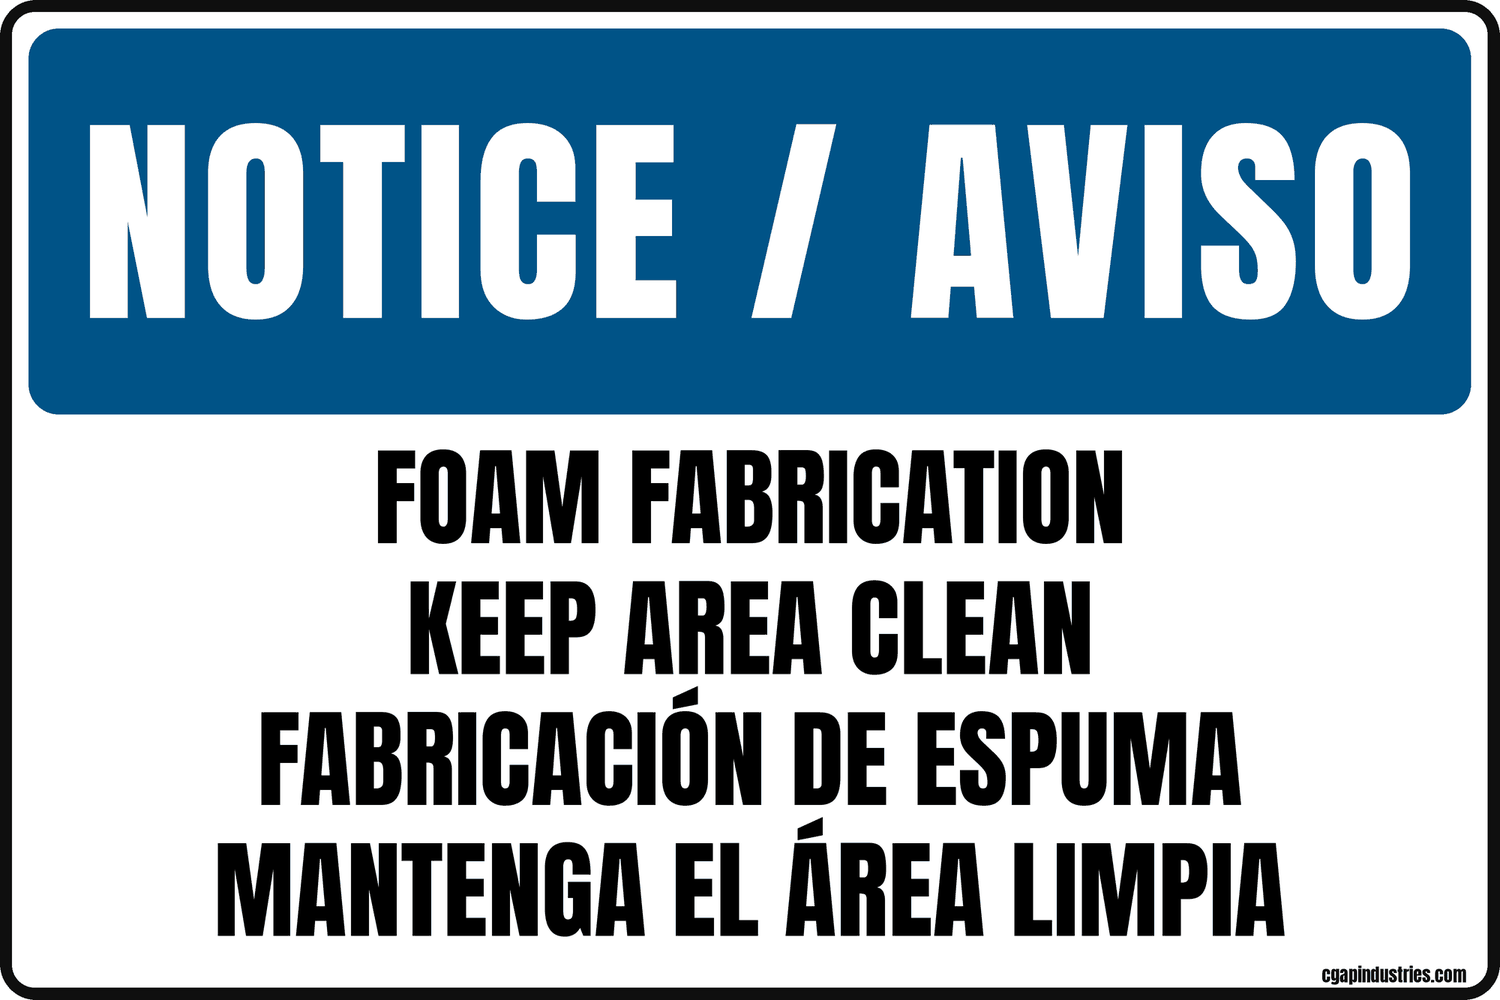 NOTICE / AVISO
FOAM FABRICATION
KEEP AREA CLEAN
FABRICACIÓN DE ESPUMA
MANTENGA EL ÁREA LIMPIA
cgapindustries.com